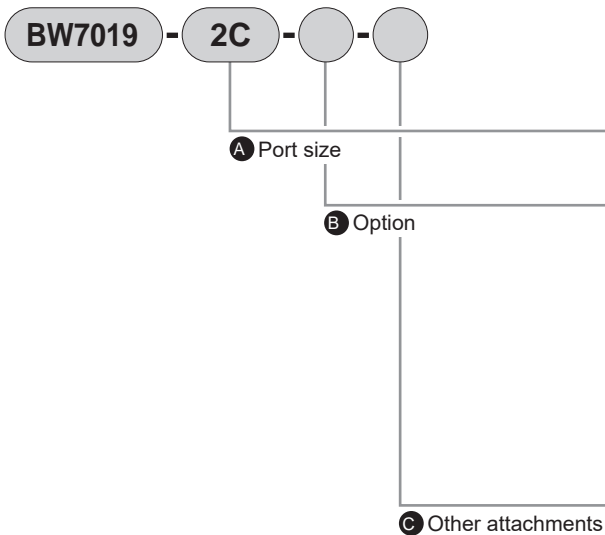 BW7019 - 2C - -
A Port size
B Option
C Other attachments